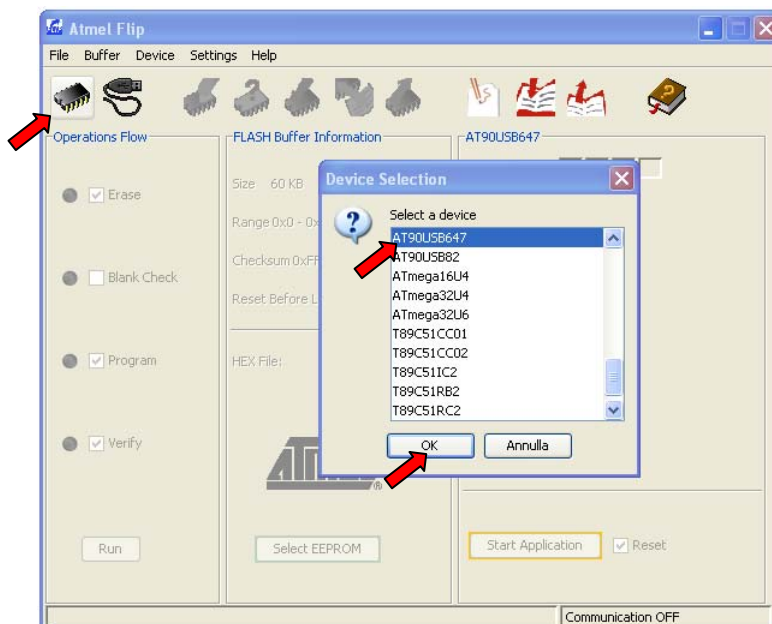 Atmel Flip
File Buffer Device Settings Help
Operations Flow
Erase
Blank Check
Program
Verify
Run
FLASH Buffer Information
Size 60 KB
Range 0x0 - 0x
Checksum 0xFF
Reset Before L
HEX File:
ATMEL
®
Select EEPROM
AT90USB647
Start Application
Reset
Communication OFF
Device Selection
Select a device
AT90USB647
AT90USB82
ATmega16U4
ATmega32U4
ATmega32U6
T89C51CC01
T89C51CC02
T89C51IC2
T89C51RB2
T89C51RC2
OK
Annulla